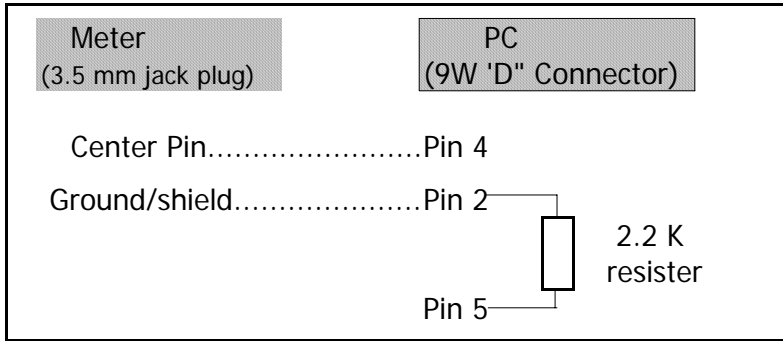 Meter
(3.5 mm jack plug)
PC
(9W 'D" Connector)
Center Pin........................Pin 4
Ground/shield.....................Pin 2
2.2 K
resister
Pin 5